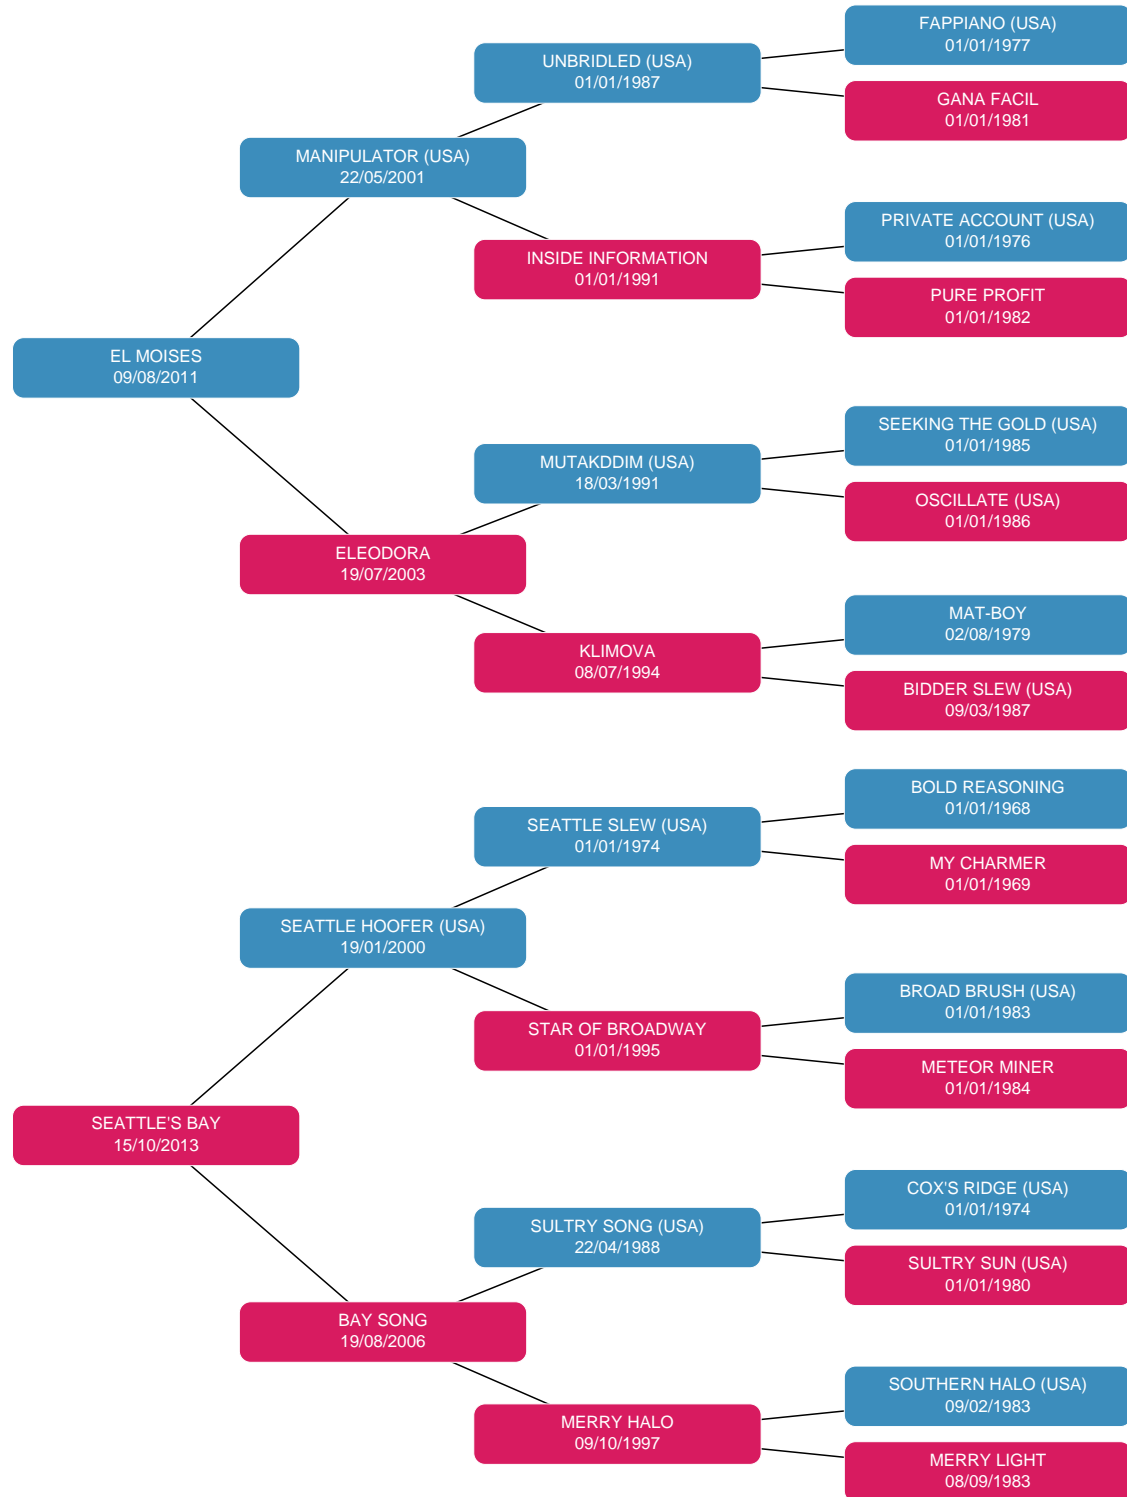 FAPPIANO (USA)
01/01/1977
UNBRIDLED (USA)
01/01/1987
GANA FACIL
01/01/1981
MANIPULATOR (USA)
22/05/2001
PRIVATE ACCOUNT (USA)
01/01/1976
INSIDE INFORMATION
01/01/1991
PURE PROFIT
01/01/1982
EL MOISES
09/08/2011
SEEKING THE GOLD (USA)
01/01/1985
MUTAKDDIM (USA)
18/03/1991
OSCILLATE (USA)
01/01/1986
ELEODORA
19/07/2003
MAT-BOY
02/08/1979
KLIMOVA
08/07/1994
BIDDER SLEW (USA)
09/03/1987
BOLD REASONING
01/01/1968
SEATTLE SLEW (USA)
01/01/1974
MY CHARMER
01/01/1969
SEATTLE HOOFER (USA)
19/01/2000
BROAD BRUSH (USA)
01/01/1983
STAR OF BROADWAY
01/01/1995
METEOR MINER
01/01/1984
SEATTLE'S BAY
15/10/2013
COX'S RIDGE (USA)
01/01/1974
SULTRY SONG (USA)
22/04/1988
SULTRY SUN (USA)
01/01/1980
BAY SONG
19/08/2006
SOUTHERN HALO (USA)
09/02/1983
MERRY HALO
09/10/1997
MERRY LIGHT
08/09/1983